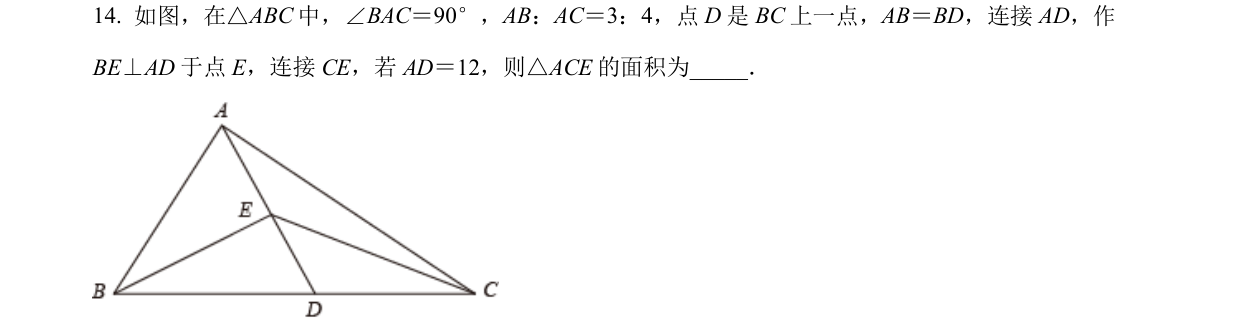 14. 如图，在△ABC中，∠BAC＝90°，AB：AC＝3：4，点D是BC上一点，AB＝BD，连接AD，作
BE⊥AD于点E，连接CE，若AD＝12，则△ACE的面积为_____．
A
E
B
C
D